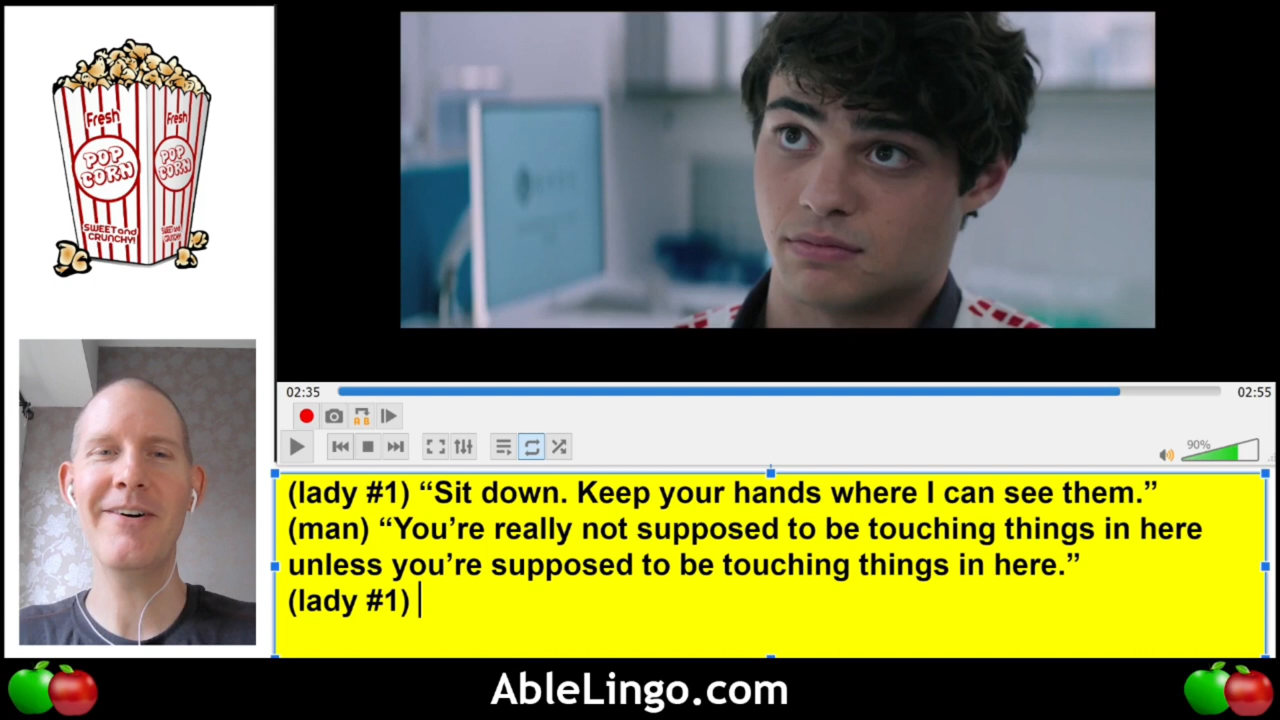 Fresh
Fresh
POP
CORN
POP
CORN
SWEET and
CRUNCHY!
02:35
02:55
A B
90%
(lady #1) “Sit down. Keep your hands where I can see them.”
(man) “You’re really not supposed to be touching things in here
unless you’re supposed to be touching things in here.”
(lady #1)
AbleLingo.com